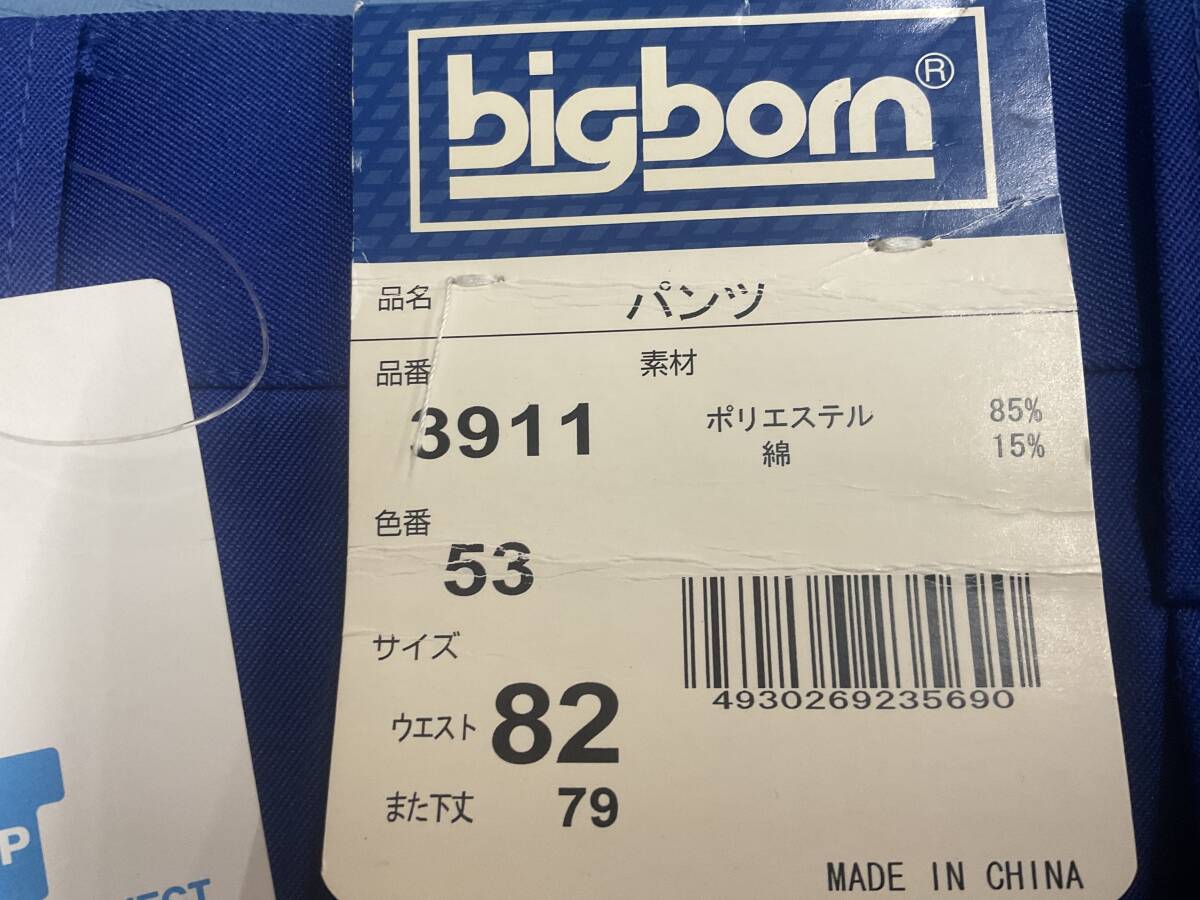 bigborn®
品名 パンツ
品番 素材
3911 ポリエステル 85%
綿 15%
色番
53
サイズ
4930269235690
ウエスト 82
また下丈 79
MADE IN CHINA
P